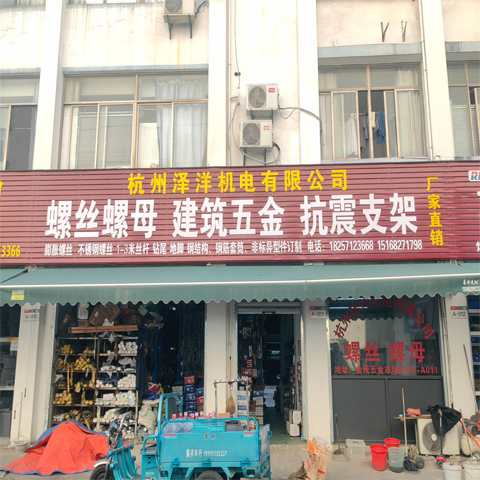 杭州泽洋机电有限公司
螺丝螺母 建筑五金 抗震支架
厂家直销
膨胀螺丝 不锈钢螺丝 1-3米丝杆 钻尾 地脚 钢结构、钢筋套筒、非标异型件订制 电话：18257123668 15168271798
3366
A-011
A-012
螺丝 螺母